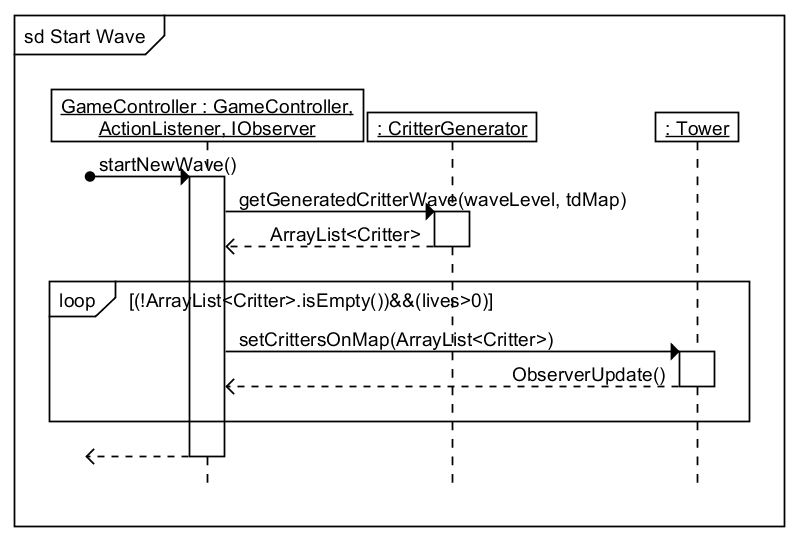 sd Start Wave
GameController : GameController,
ActionListener, IObserver
: CritterGenerator
: Tower
startNewWave()
getGeneratedCritterWave(waveLevel, tdMap)
ArrayList<Critter>
loop
[(!ArrayList<Critter>.isEmpty())&&(lives>0)]
setCrittersOnMap(ArrayList<Critter>)
ObserverUpdate()